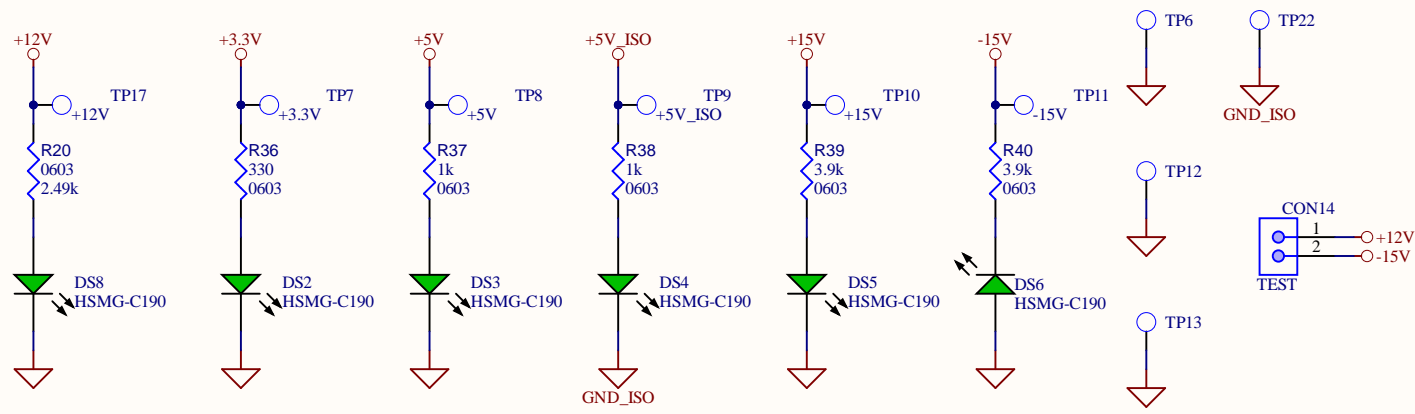 +12V
TP17
+12V
R20
0603
2.49k
DS8
HSMG-C190
+3.3V
TP7
+3.3V
R36
330
0603
DS2
HSMG-C190
+5V
TP8
+5V
R37
1k
0603
DS3
HSMG-C190
+5V_ISO
TP9
+5V_ISO
R38
1k
0603
DS4
HSMG-C190
GND_ISO
+15V
TP10
+15V
R39
3.9k
0603
DS5
HSMG-C190
-15V
TP11
-15V
R40
3.9k
0603
DS6
HSMG-C190
TP6
TP12
TP13
TP22
GND_ISO
CON14
1
+12V
2
-15V
TEST